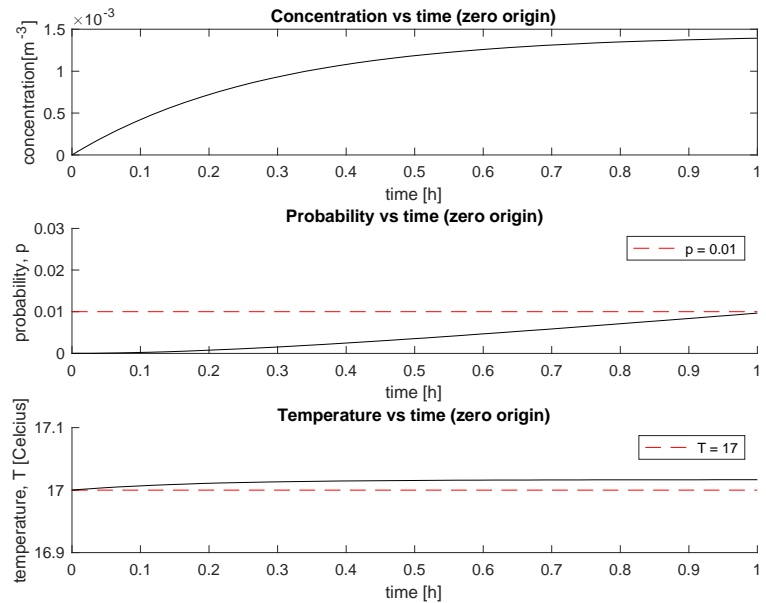 Concentration vs time (zero origin)
×10⁻³
1.5
1
0.5
0
concentration[m⁻³]
0 0.1 0.2 0.3 0.4 0.5 0.6 0.7 0.8 0.9 1
time [h]
Probability vs time (zero origin)
0.03
0.02
0.01
0
probability, p
p = 0.01
0 0.1 0.2 0.3 0.4 0.5 0.6 0.7 0.8 0.9 1
time [h]
Temperature vs time (zero origin)
17.1
17
16.9
temperature, T [Celcius]
T = 17
0 0.1 0.2 0.3 0.4 0.5 0.6 0.7 0.8 0.9 1
time [h]